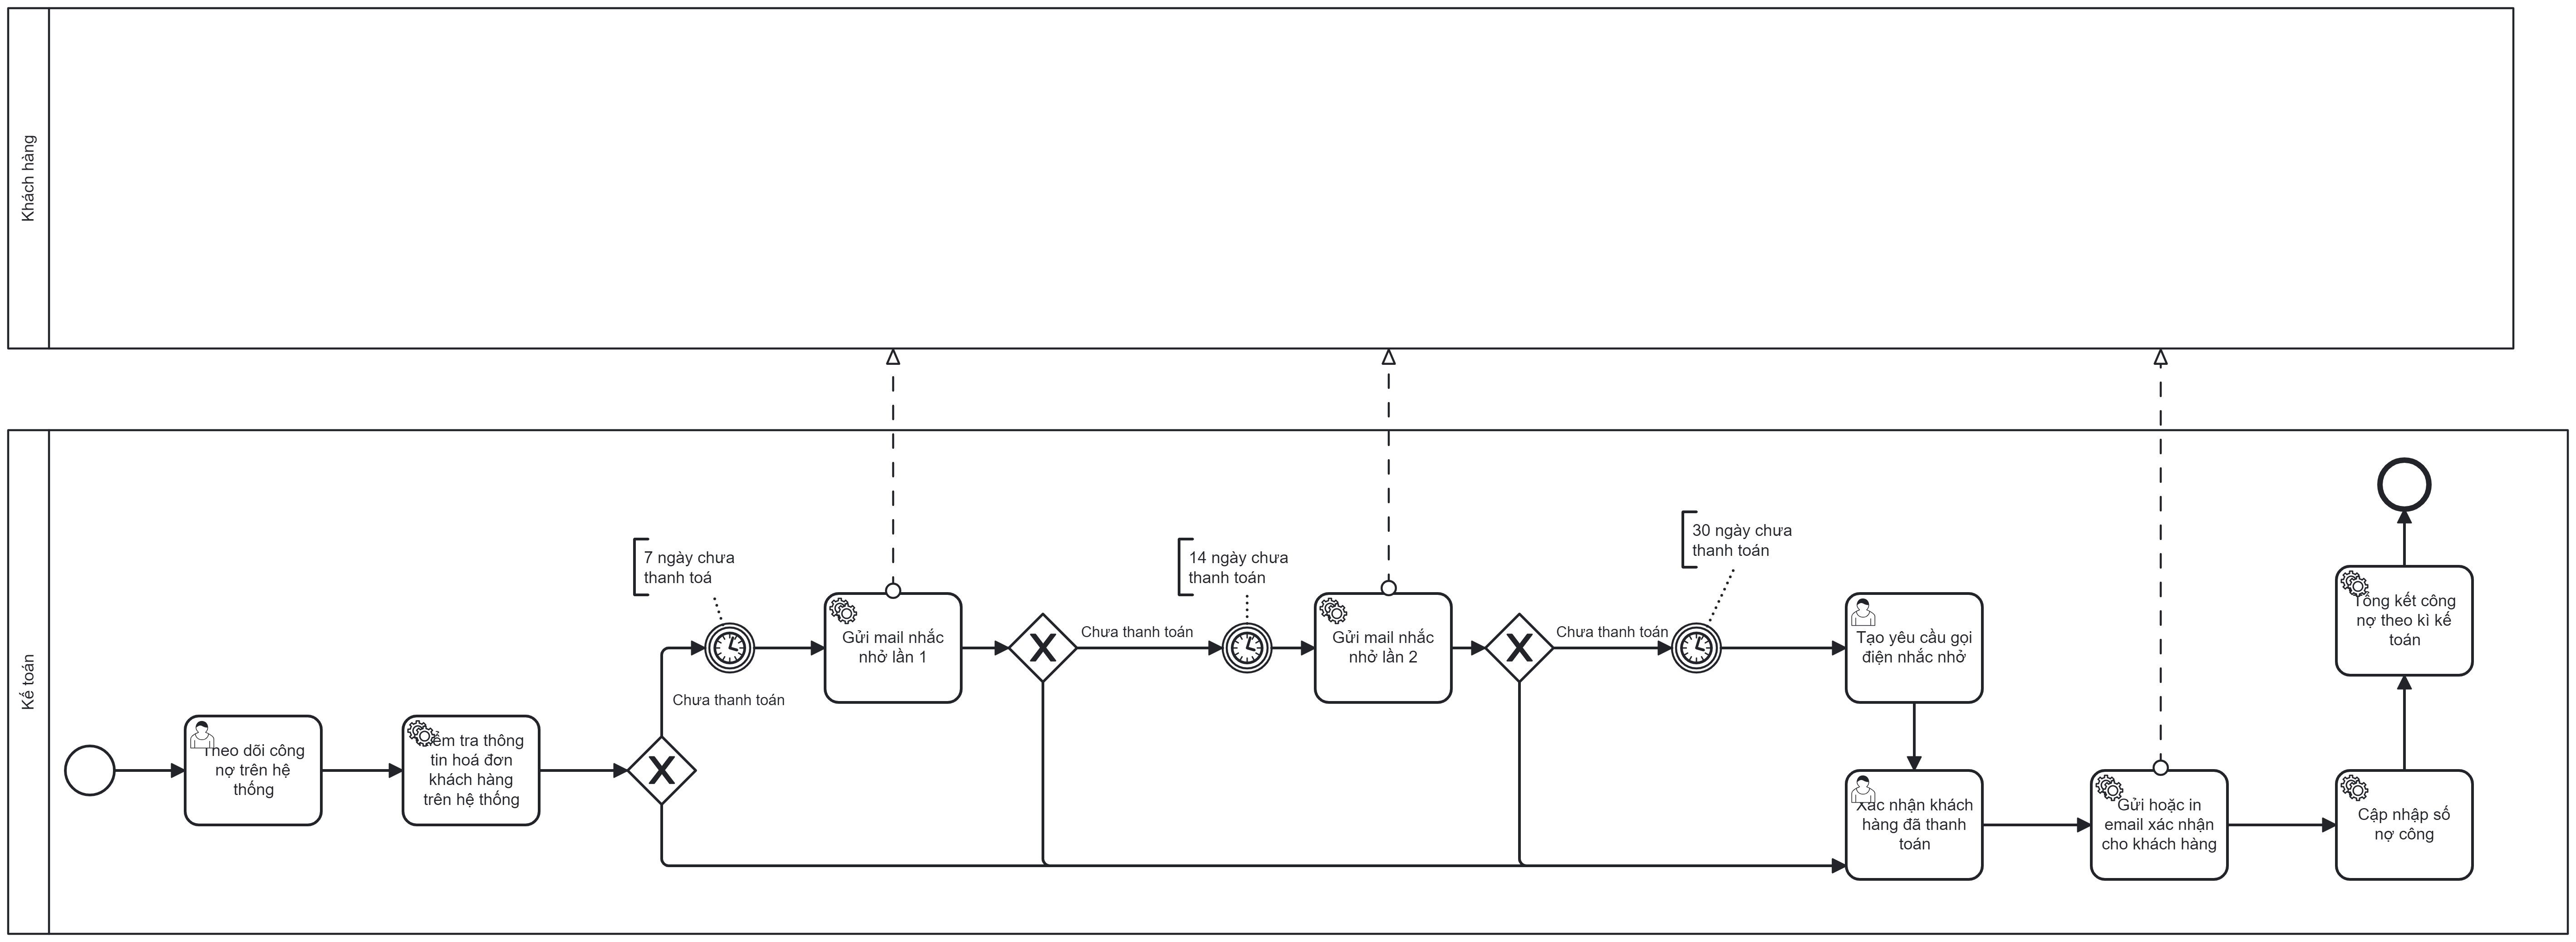 Khách hàng
Kế toán
Theo dõi công
nợ trên hệ
thống
tra thông
tin hoá đơn
khách hàng
trên hệ thống
Chưa thanh toán
7 ngày chưa
thanh toá
Gửi mail nhắc
nhở lần 1
Chưa thanh toán
14 ngày chưa
thanh toán
Gửi mail nhắc
nhở lần 2
Chưa thanh toán
30 ngày chưa
thanh toán
Tạo yêu cầu gọi
điện nhắc nhở
Xác nhận khách
hàng đã thanh
toán
Gửi hoặc in
email xác nhận
cho khách hàng
Cập nhập số
nợ công
Tổng kết công
nợ theo kì kế
toán